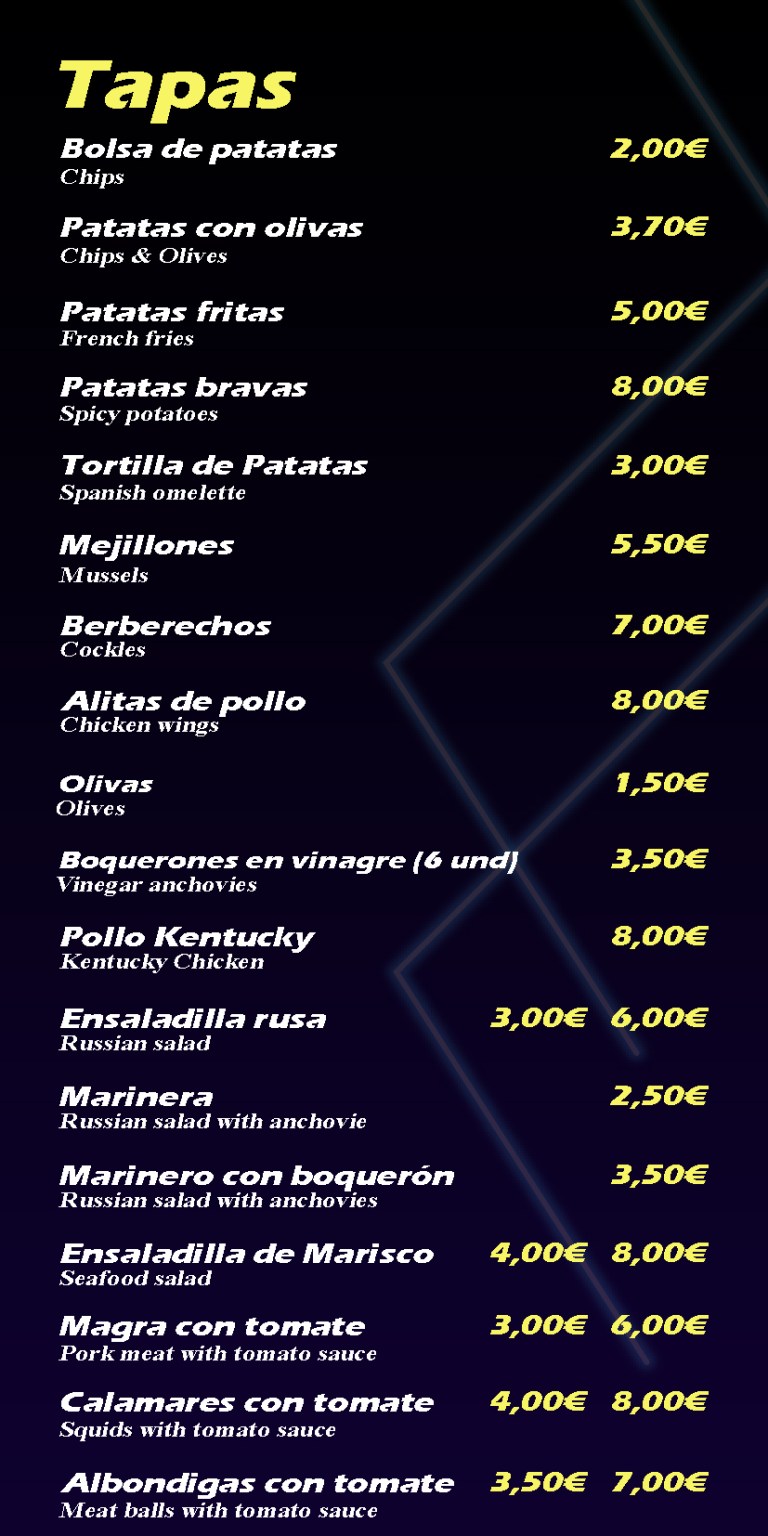 Tapas
Bolsa de patatas 2,00€
Chips
Patatas con olivas 3,70€
Chips & Olives
Patatas fritas 5,00€
French fries
Patatas bravas 8,00€
Spicy potatoes
Tortilla de Patatas 3,00€
Spanish omelette
Mejillones 5,50€
Mussels
Berberechos 7,00€
Cockles
Alitas de pollo 8,00€
Chicken wings
Olivas 1,50€
Olives
Boquerones en vinagre (6 und) 3,50€
Vinegar anchovies
Pollo Kentucky 8,00€
Kentucky Chicken
Ensaladilla rusa 3,00€ 6,00€
Russian salad
Marinera 2,50€
Russian salad with anchovie
Marinero con boquerón 3,50€
Russian salad with anchovies
Ensaladilla de Marisco 4,00€ 8,00€
Seafood salad
Magra con tomate 3,00€ 6,00€
Pork meat with tomato sauce
Calamares con tomate 4,00€ 8,00€
Squids with tomato sauce
Albondigas con tomate 3,50€ 7,00€
Meat balls with tomato sauce